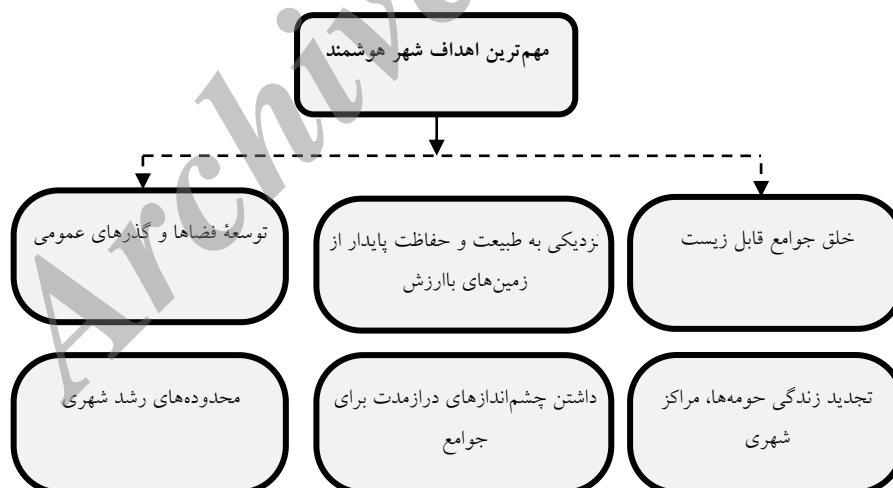 مهم‌ترین اهداف شهر هوشمند
خلق جوامع قابل زیست
نزدیکی به طبیعت و حفاظت پایدار از
زمین‌های باارزش
توسعهٔ فضاها و گذرهای عمومی
تجدید زندگی حومه‌ها، مراکز
شهری
داشتن چشم‌اندازهای درازمدت برای
جوامع
محدوده‌های رشد شهری
Archive